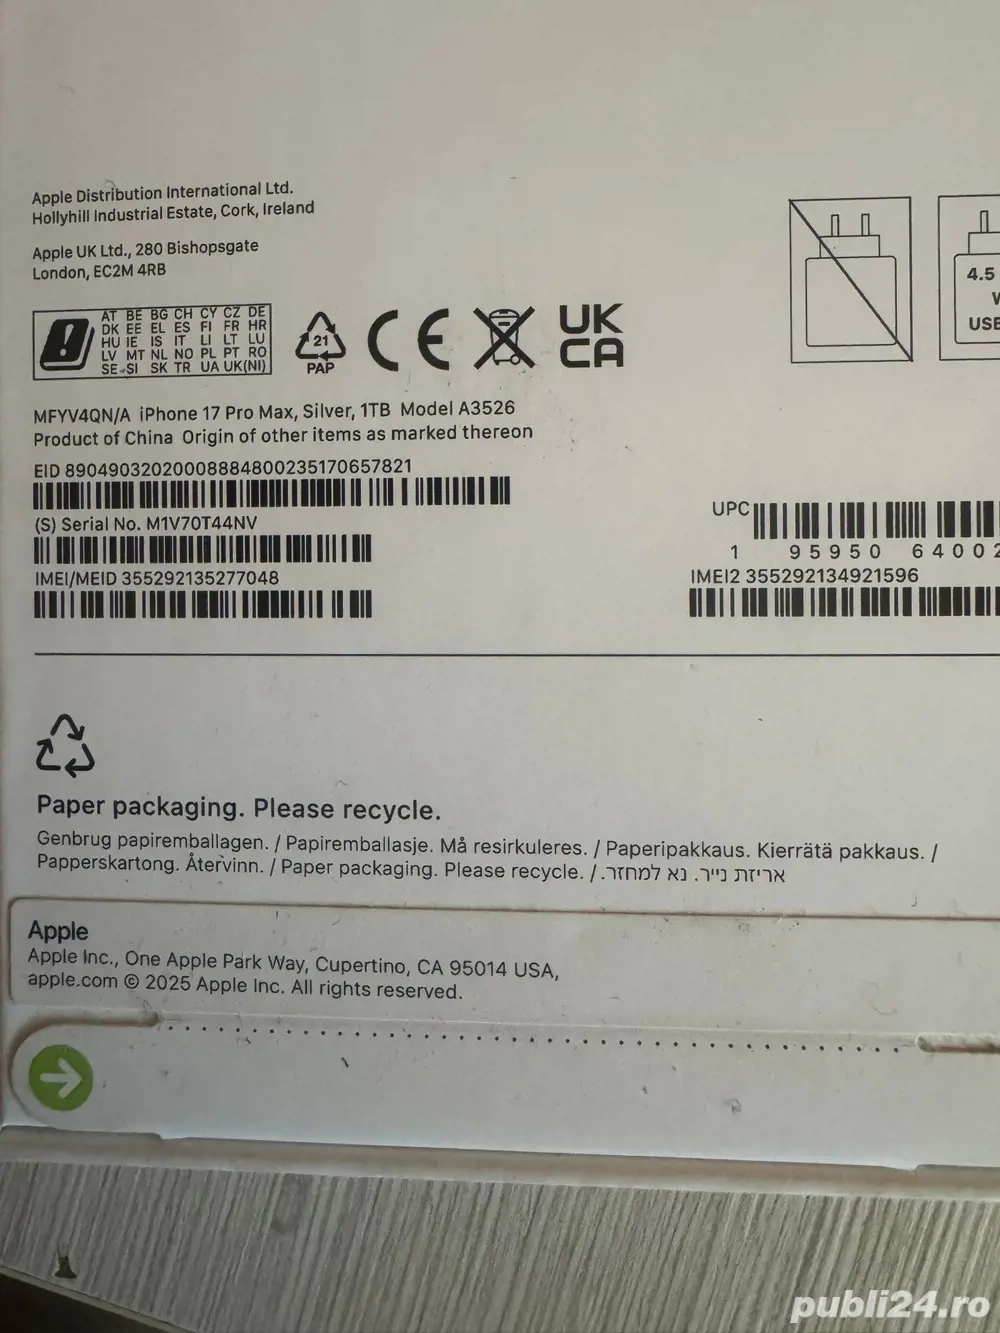 Apple Distribution International Ltd.
Hollyhill Industrial Estate, Cork, Ireland
Apple UK Ltd., 280 Bishopsgate
London, EC2M 4RB
AT BE BG CH CY CZ DE
DK EE EL ES FI FR HR
HU IE IS IT LI LT LU
LV MT NL NO PL PT RO
SE SI SK TR UA UK(NI)
21
PAP
CE
UK
CA
4.5
W
USB
MFYV4QN/A iPhone 17 Pro Max, Silver, 1TB Model A3526
Product of China Origin of other items as marked thereon
EID 89049032020008884800235170657821
(S) Serial No. M1V70T44NV
IMEI/MEID 355292135277048
UPC
1 95950 64002
IMEI2 355292134921596
Paper packaging. Please recycle.
Genbrug papiremballagen. / Papiremballasje. Må resirkuleres. / Paperipakkaus. Kierrätä pakkaus. /
Papperskartong. Återvinn. / Paper packaging. Please recycle. / אריזת נייר. נא למחזר.
Apple
Apple Inc., One Apple Park Way, Cupertino, CA 95014 USA,
apple.com © 2025 Apple Inc. All rights reserved.
publi24.ro